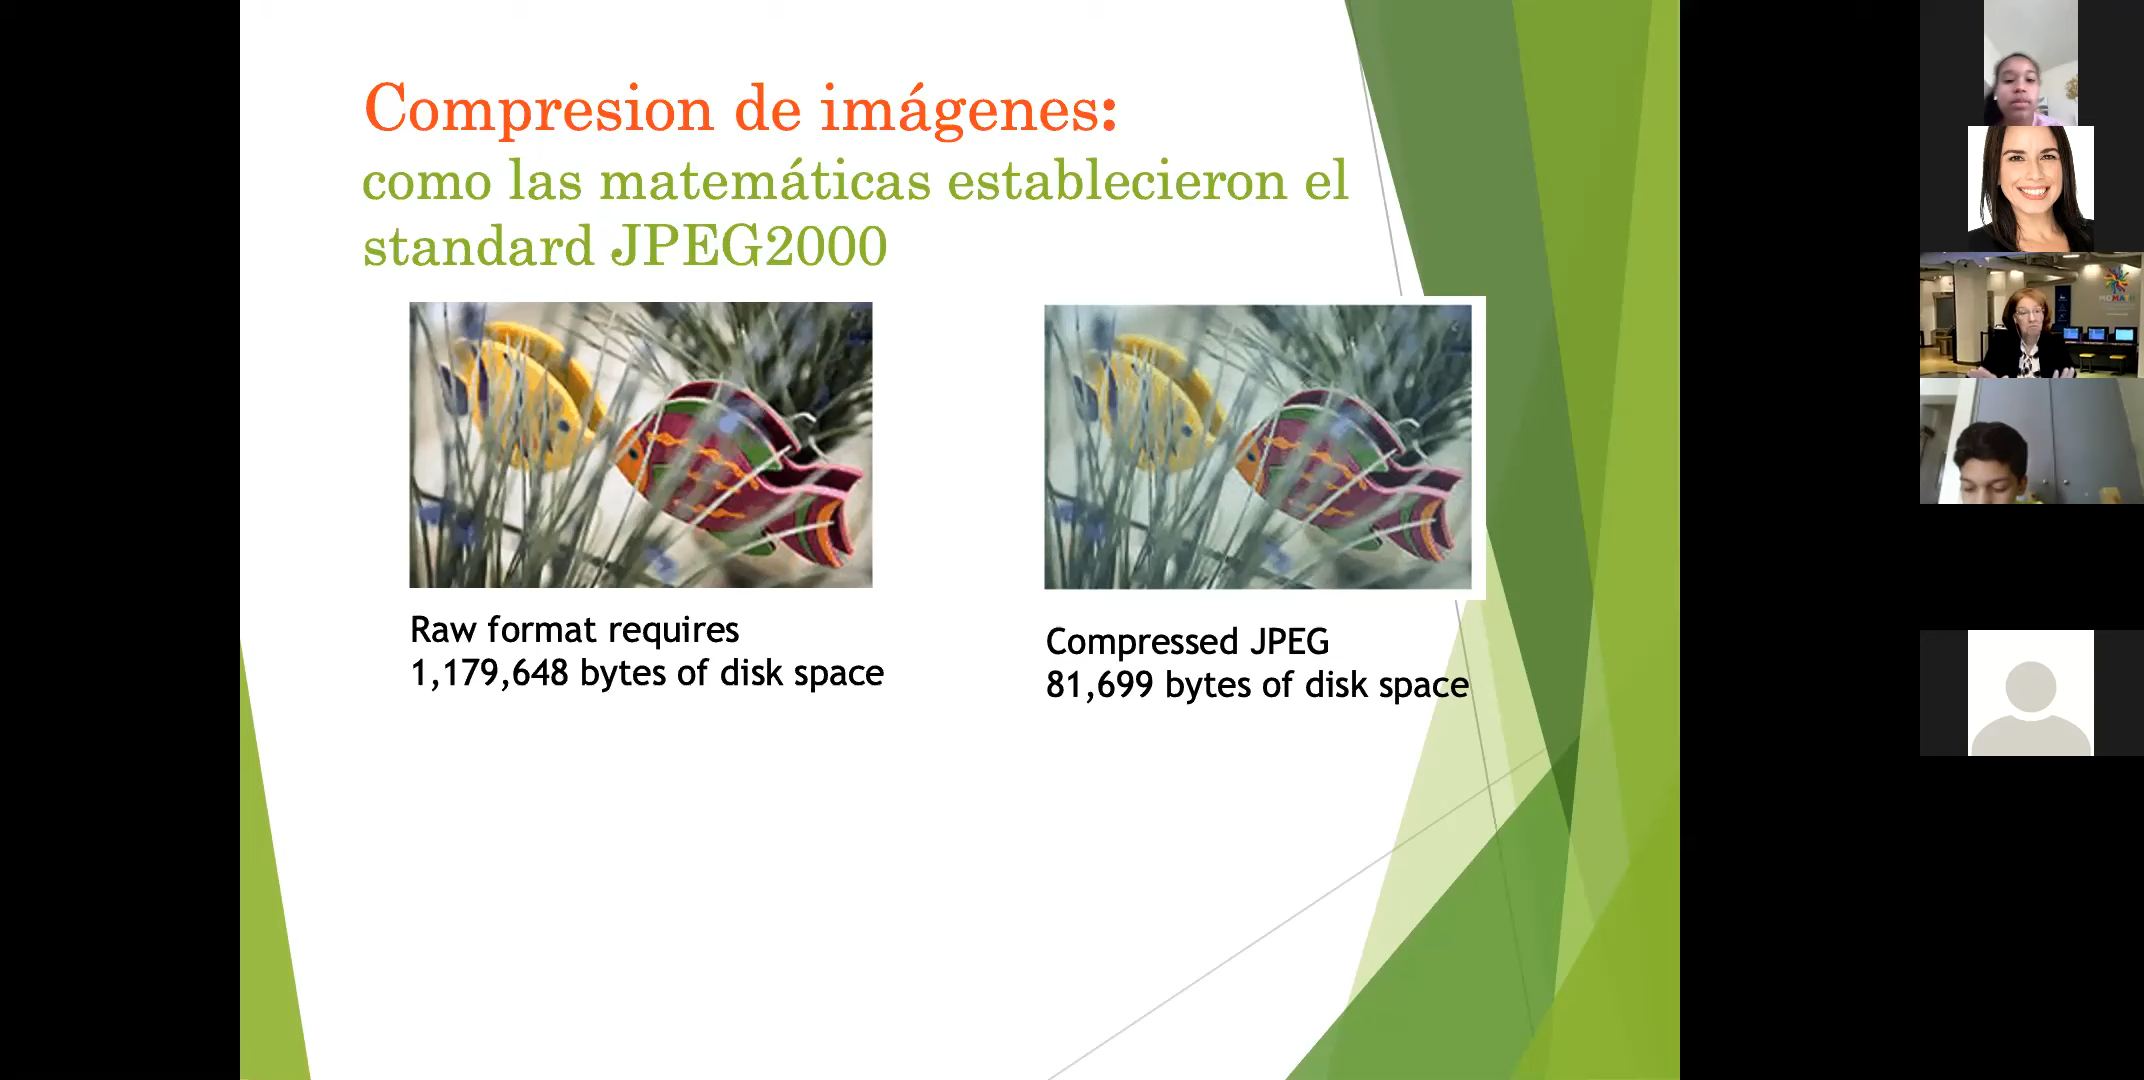 Compresion de imágenes:
como las matemáticas establecieron el
standard JPEG2000
Raw format requires
1,179,648 bytes of disk space
Compressed JPEG
81,699 bytes of disk space